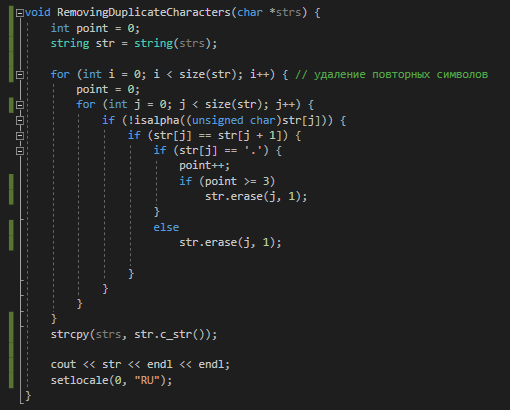 void RemovingDuplicateCharacters(char *strs) {
    int point = 0;
    string str = string(strs);

    for (int i = 0; i < size(str); i++) { // удаление повторных символов
        point = 0;
        for (int j = 0; j < size(str); j++) {
            if (!isalpha((unsigned char)str[j])) {
                if (str[j] == str[j + 1]) {
                    if (str[j] == '.') {
                        point++;
                        if (point >= 3)
                            str.erase(j, 1);
                    }
                    else
                        str.erase(j, 1);

                }
            }
        }
    }
    strcpy(strs, str.c_str());

    cout << str << endl << endl;
    setlocale(0, "RU");
}